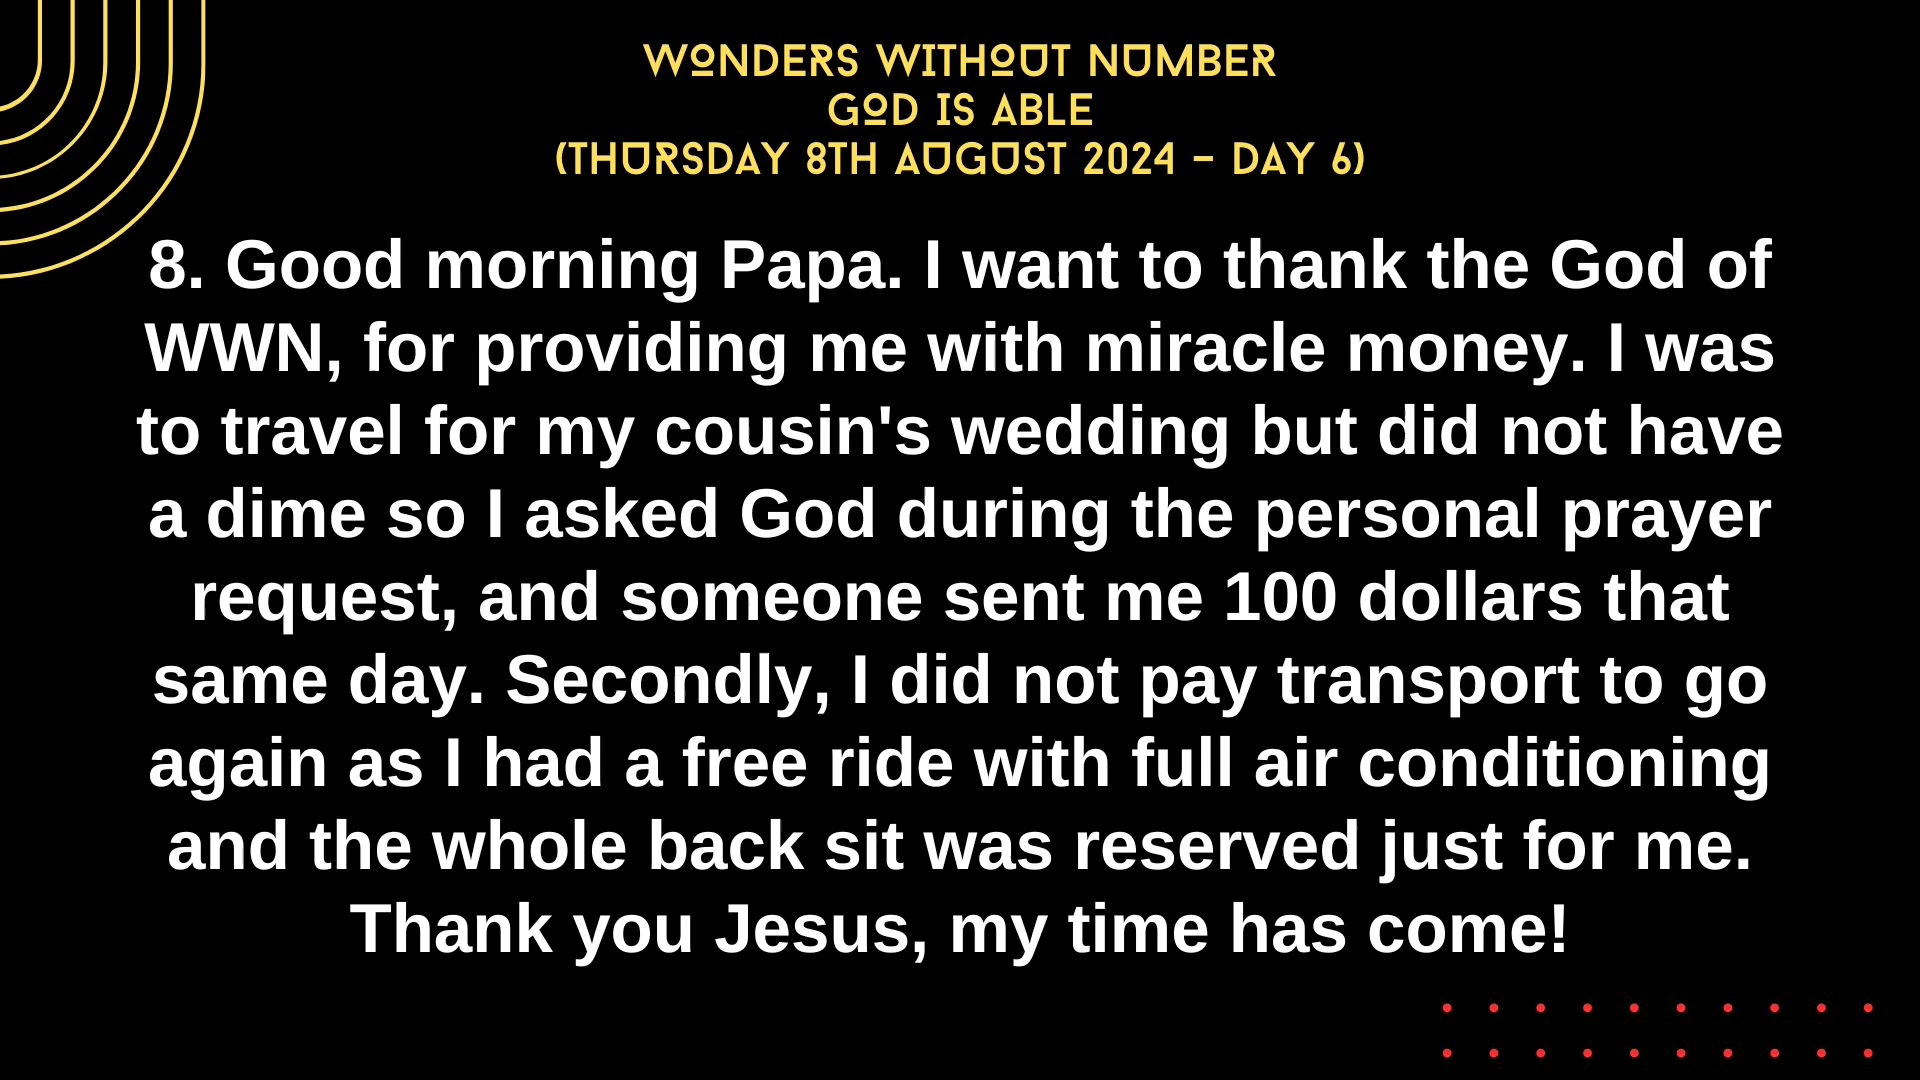 WONDERS WITHOUT NUMBER
GOD IS ABLE
(THURSDAY 8TH AUGUST 2024 – DAY 6)
8. Good morning Papa. I want to thank the God of
WWN, for providing me with miracle money. I was
to travel for my cousin's wedding but did not have
a dime so I asked God during the personal prayer
request, and someone sent me 100 dollars that
same day. Secondly, I did not pay transport to go
again as I had a free ride with full air conditioning
and the whole back sit was reserved just for me.
Thank you Jesus, my time has come!